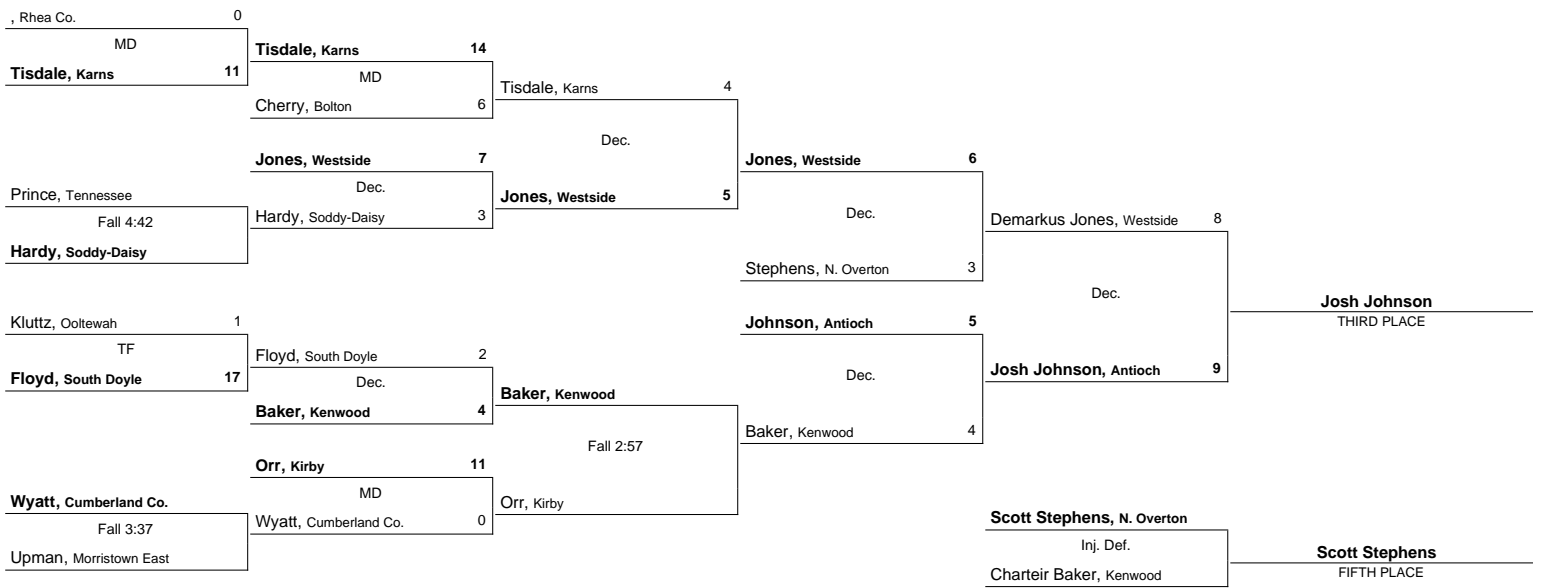 , Rhea Co. 0
MD
Tisdale, Karns 11
Prince, Tennessee
Fall 4:42
Hardy, Soddy-Daisy
Kluttz, Ooltewah 1
TF
Floyd, South Doyle 17
Wyatt, Cumberland Co.
Fall 3:37
Upman, Morristown East
Tisdale, Karns 14
MD
Cherry, Bolton 6
Jones, Westside 7
Dec.
Hardy, Soddy-Daisy 3
Floyd, South Doyle 2
Dec.
Baker, Kenwood 4
Orr, Kirby 11
MD
Wyatt, Cumberland Co. 0
Tisdale, Karns 4
Dec.
Jones, Westside 5
Baker, Kenwood
Fall 2:57
Orr, Kirby
Jones, Westside 6
Dec.
Stephens, N. Overton 3
Johnson, Antioch 5
Dec.
Baker, Kenwood 4
Demarkus Jones, Westside 8
Dec.
Josh Johnson, Antioch 9
Josh Johnson
THIRD PLACE
Scott Stephens, N. Overton
Inj. Def.
Charteir Baker, Kenwood
Scott Stephens
FIFTH PLACE